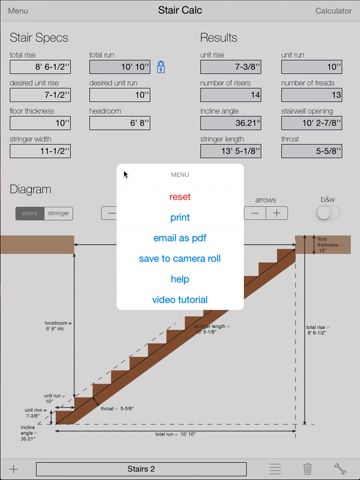 Menu Stair Calc Calculator
Stair Specs Results
total rise total run unit rise unit run
8' 6-1/2" 10' 10" 7-3/8" 10"
desired unit rise desired unit run number of risers number of treads
7-1/2" 10" 14 13
floor thickness headroom incline angle stairwell opening
10" 6' 8" 36.21° 10' 2-7/8"
stringer width stringer length throat
11-1/2" 13' 5-1/8" 5-5/8"
MENU
reset
print
email as pdf
save to camera roll
help
video tutorial
Diagram
arrows b&w
stairs stringer
floor
thickness =
10"
headroom =
6' 8" nls
length =
5-1/8"
total rise =
8' 6-1/2"
unit run =
10"
unit rise =
7-3/8"
throat = 5-5/8"
incline
angle =
36.21°
total run = 10' 10"
Stairs 2